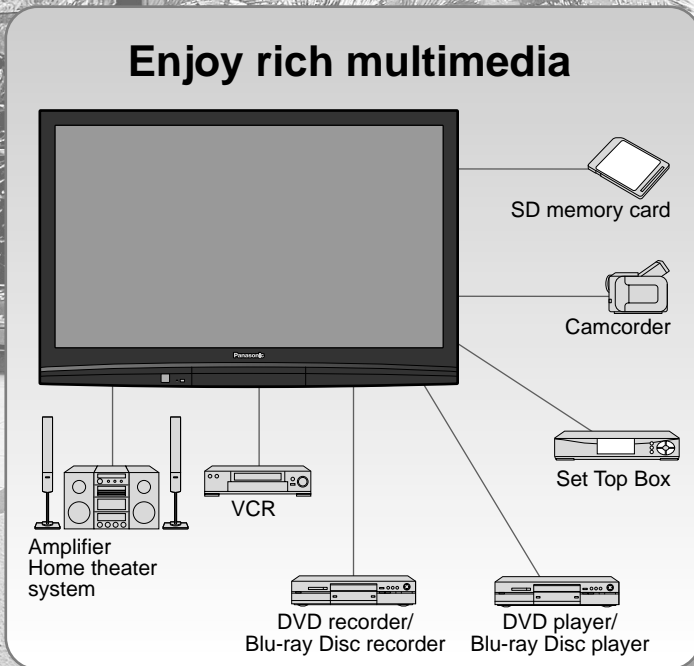 Enjoy rich multimedia
Panasonic
SD memory card
Camcorder
Set Top Box
VCR
Amplifier
Home theater
system
DVD recorder/
Blu-ray Disc recorder
DVD player/
Blu-ray Disc player